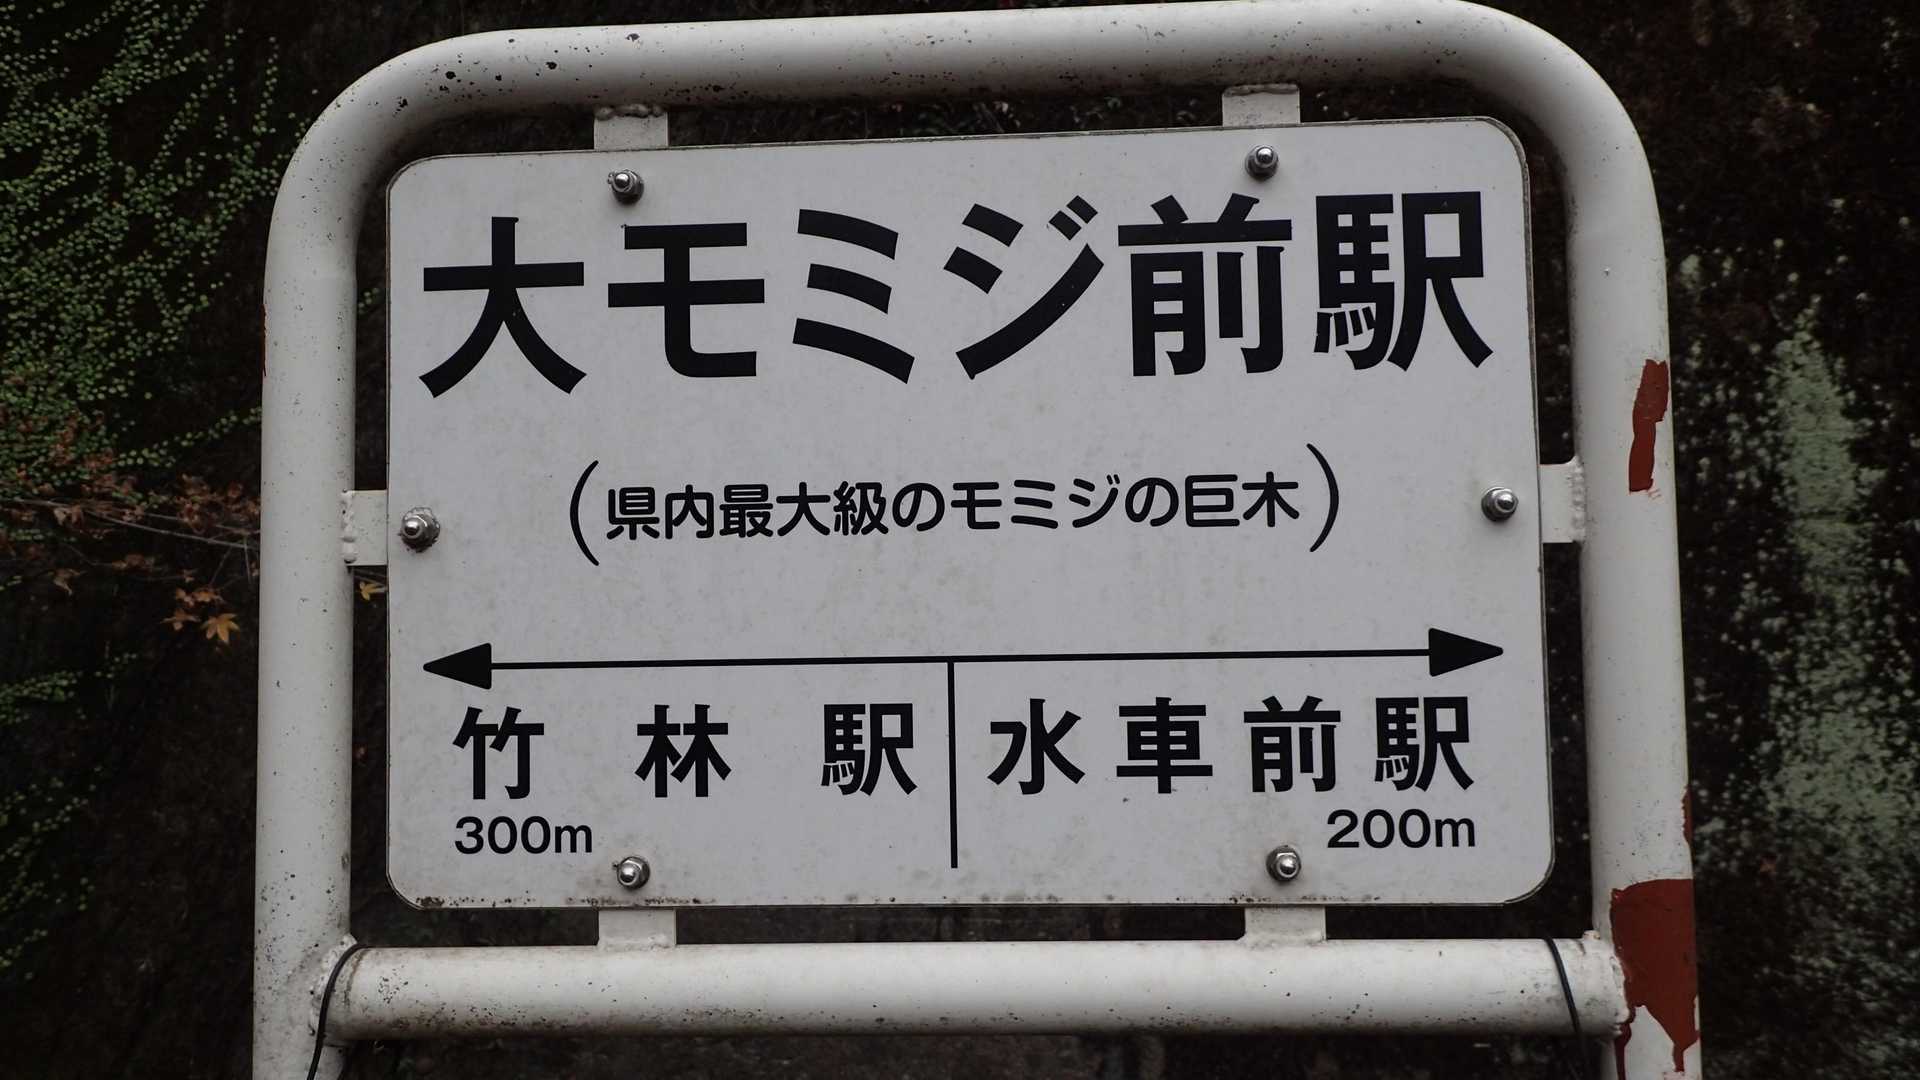 大モミジ前駅
(県内最大級のモミジの巨木)
竹林駅 水車前駅
300m 200m